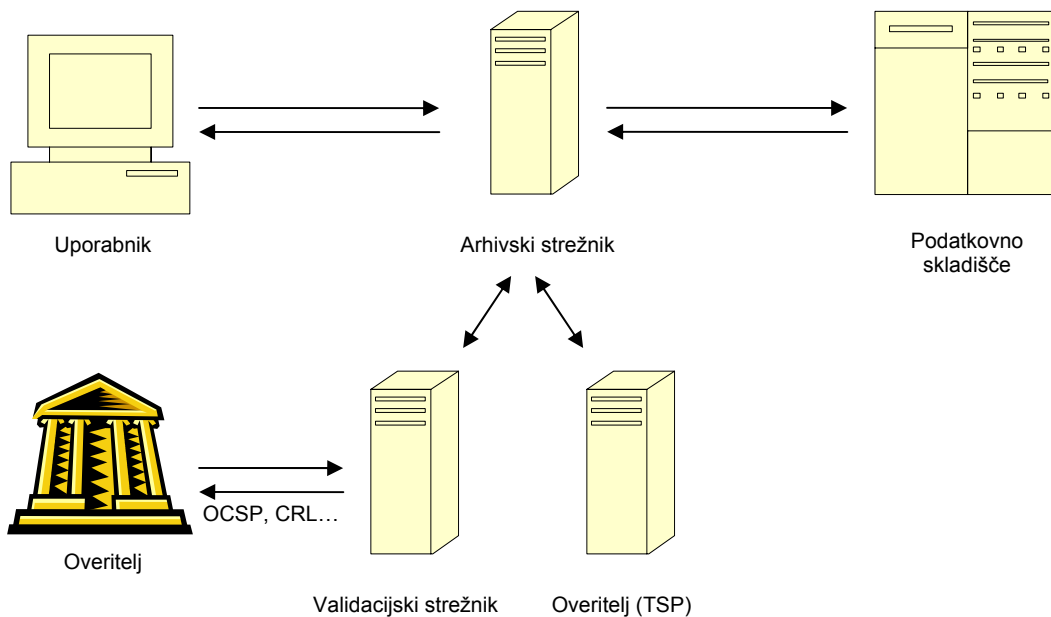 Uporabnik
Arhivski strežnik
Podatkovno
skladišče
OCSP, CRL…
Overitelj
Validacijski strežnik
Overitelj (TSP)